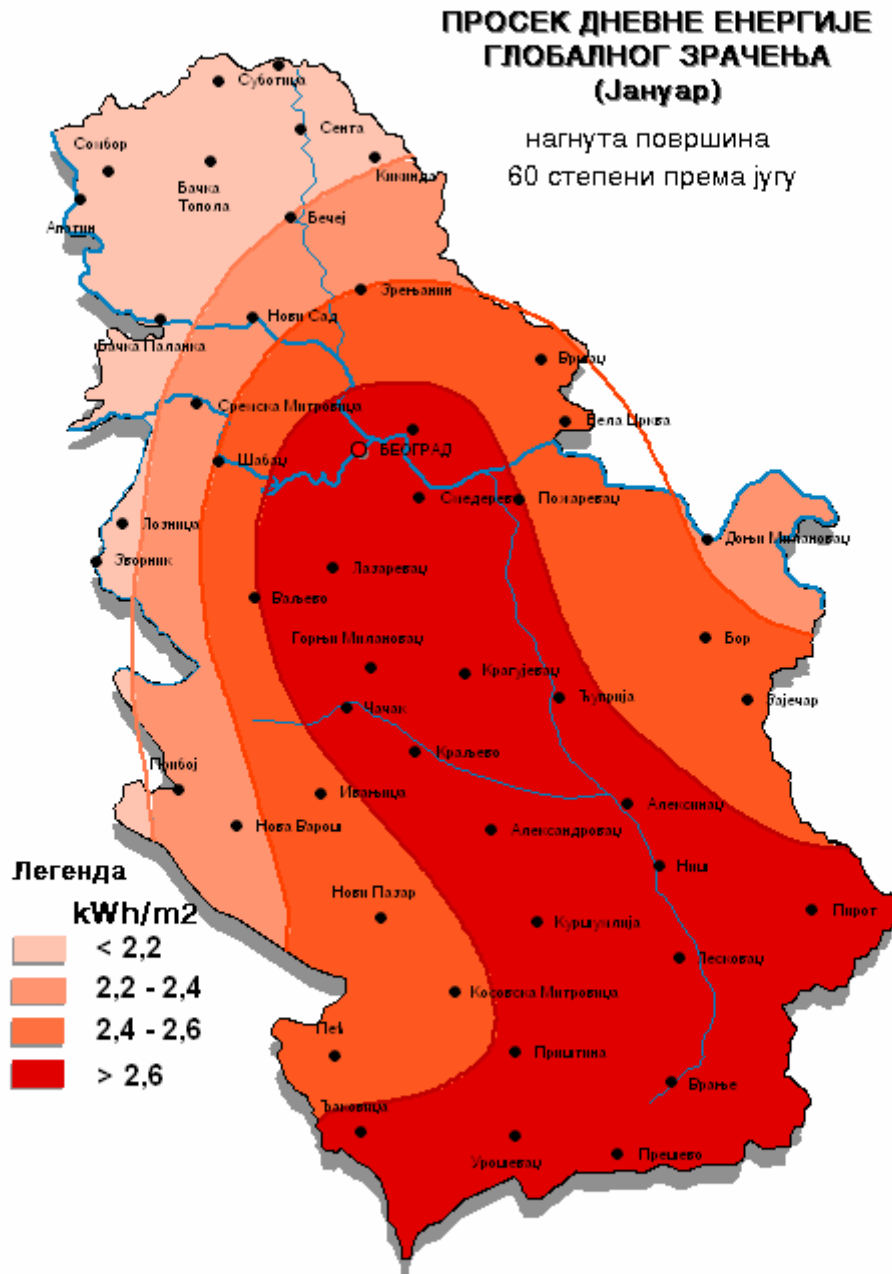 ПРОСЕК ДНЕВНЕ ЕНЕРГИЈЕ
ГЛОБАЛНОГ ЗРАЧЕЊА
(Јануар)
нагнута површина
60 степени према југу
Суботица
Сента
Сомбор
Кикинда
Бачка
Топола
Апатин
Бечеј
Зрењанин
Нови Сад
Бачка Паланка
Вршац
Сремска Митровица
Бела Црква
БЕОГРАД
Шабац
Смедерево
Пожаревац
Лозница
Доњи Милановац
Зворник
Лазаревац
Ваљево
Горњи Милановац
Бор
Крагујевац
Ћуприја
Зајечар
Чачак
Краљево
Прибој
Ивањица
Алексинац
Нова Варош
Александровац
Ниш
Нови Пазар
Пирот
Куршумлија
Лесковац
Косовска Митровица
Пећ
Приштина
Врање
Ђаковица
Урошевац
Прешево
Легенда
kWh/m2
< 2,2
2,2 - 2,4
2,4 - 2,6
> 2,6